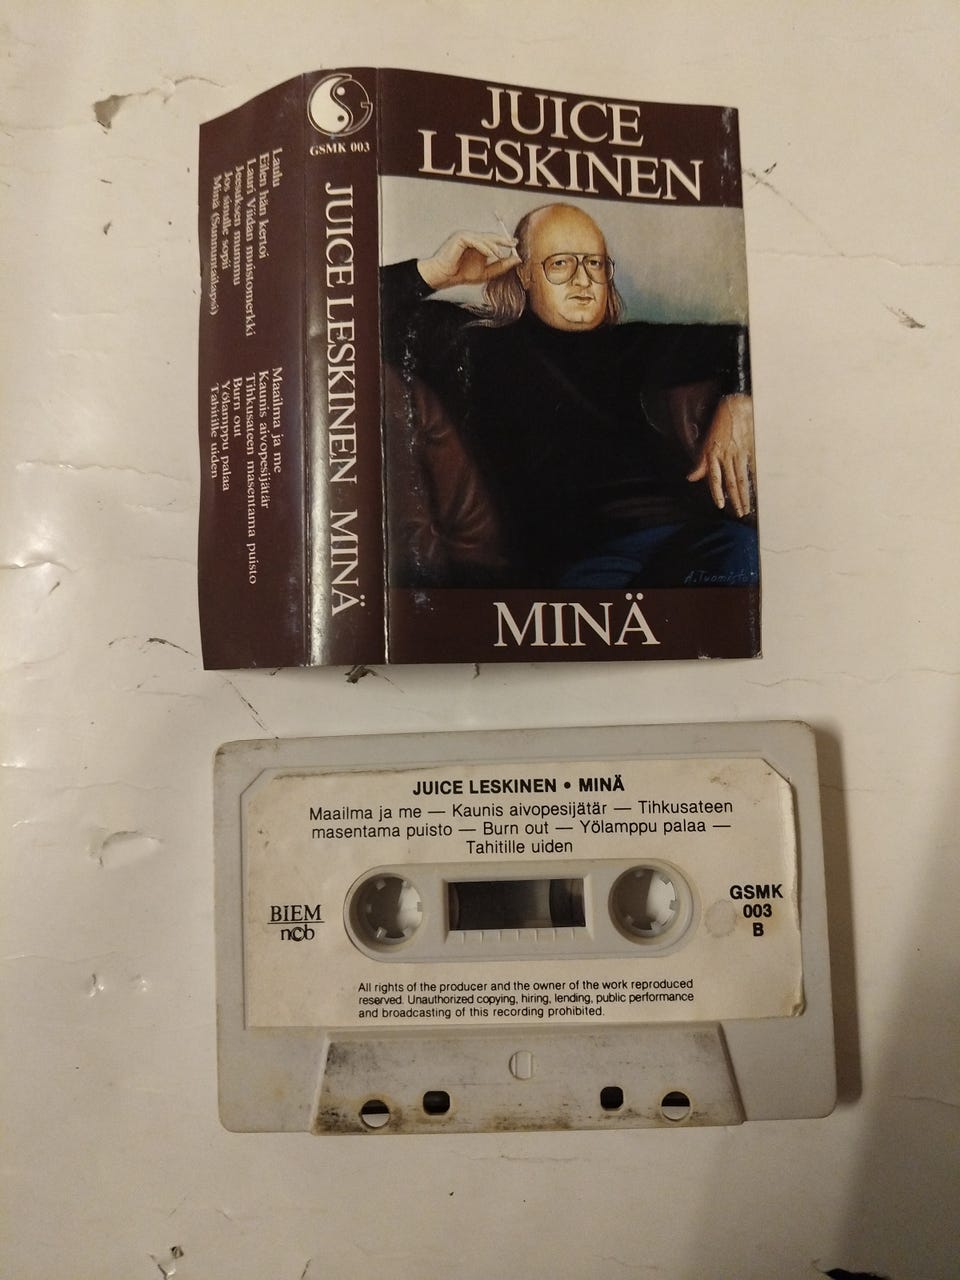 JUICE
LESKINEN
GSMK 003
JUICE LESKINEN MINÄ
Laulu
Eilen hän kertoi
Lauri Viidan muistomerkki
Jeesuksen mummu
Jos sinulle sopii
Minä (Sunnuntailapsi)
Maailma ja me
Kaunis aivopesijätär
Tihkusateen masentama puisto
Burn out
Yölamppu palaa
Tahitille uiden
A.Tuomisto
MINÄ
JUICE LESKINEN • MINÄ
Maailma ja me — Kaunis aivopesijätär — Tihkusateen
masentama puisto — Burn out — Yölamppu palaa —
Tahitille uiden
BIEM
ncb
GSMK
003
B
All rights of the producer and the owner of the work reproduced
reserved. Unauthorized copying, hiring, lending, public performance
and broadcasting of this recording prohibited.